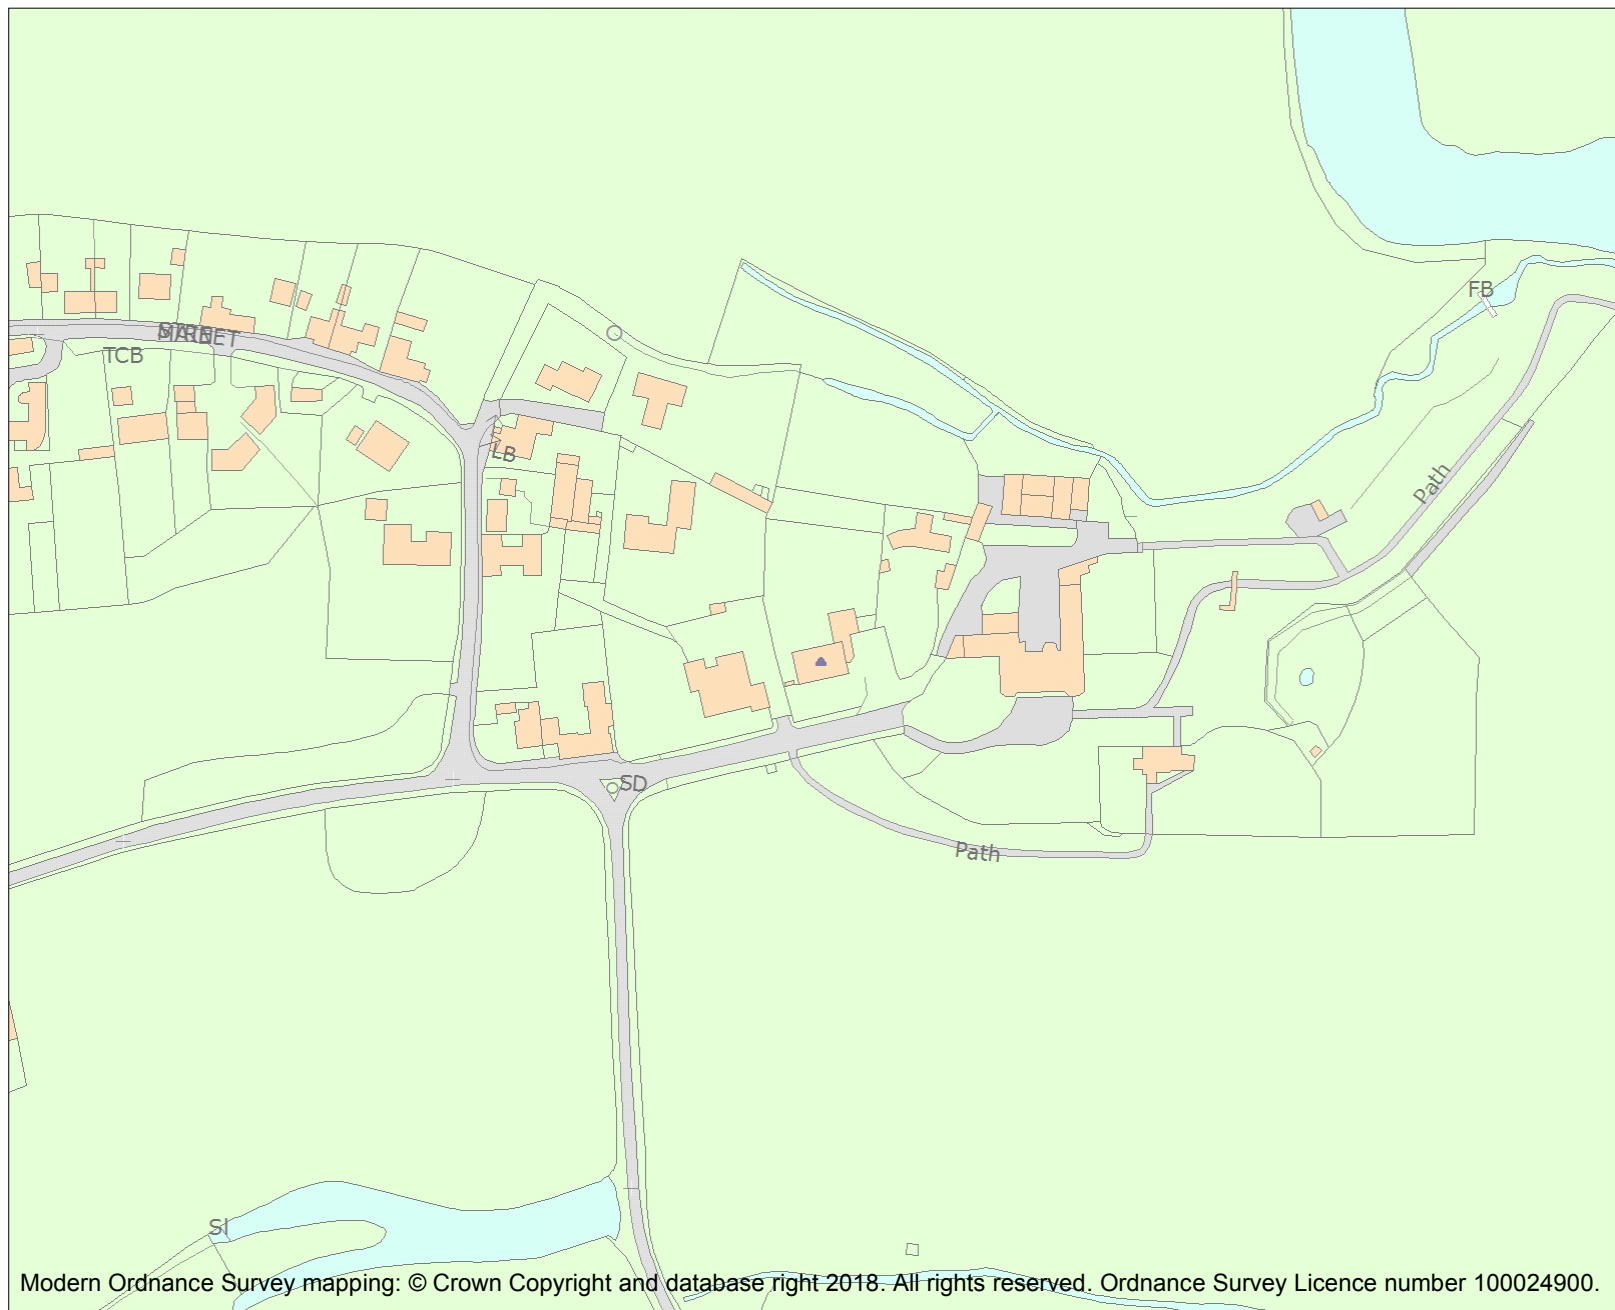 FB
MARKET
TCB
LB
Path
SD
Path
Sl
Modern Ordnance Survey mapping: © Crown Copyright and database right 2018. All rights reserved. Ordnance Survey Licence number 100024900.